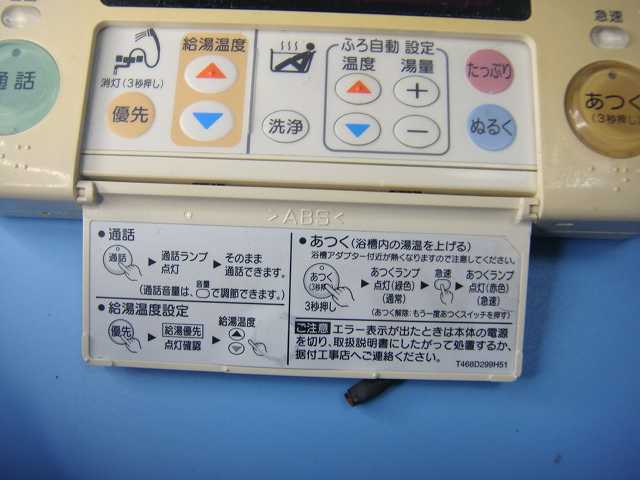 急速
通話
消灯(3秒押し)
優先
給湯温度
洗浄
ふろ自動 設定
温度 湯量
たっぷり
ぬるく
あつく
(3秒押し)
>ABS<
●通話
通話
通話ランプ
点灯
そのまま
通話できます。
(通話音量は、音量で調節できます。)
●給湯温度設定
優先
給湯優先
点灯確認
給湯温度
●あつく(浴槽内の湯温を上げる)
浴槽アダプター付近が熱くなりますので注意してください。
あつく
(3秒押し)
3秒押し
あつくランプ
点灯(緑色)
(通常)
急速
あつくランプ
点灯(赤色)
(急速)
(あつく解除:もう一度あつくスイッチを押す)
ご注意 エラー表示が出たときは本体の電源
を切り、取扱説明書にしたがって処置するか、
据付工事店へご連絡ください。
T468D299H51